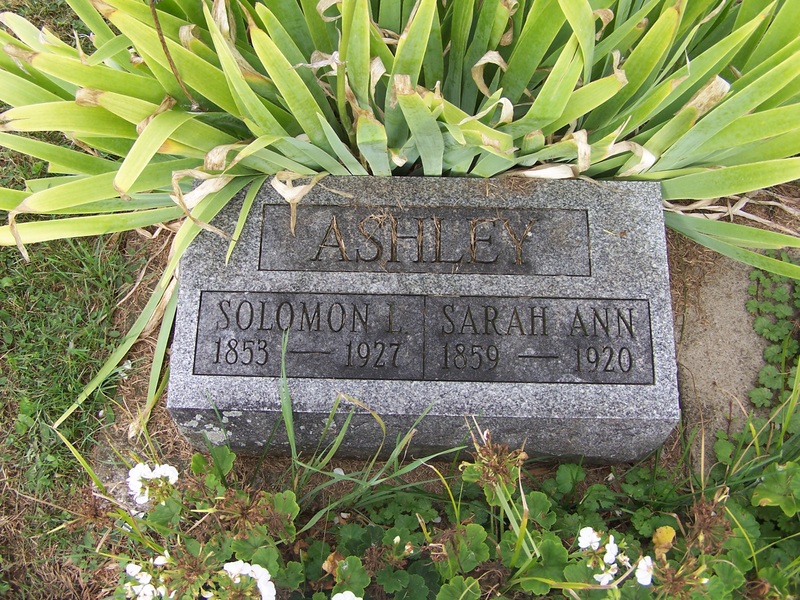 ASHLEY
SOLOMON L.
1853 — 1927
SARAH ANN
1859 — 1920